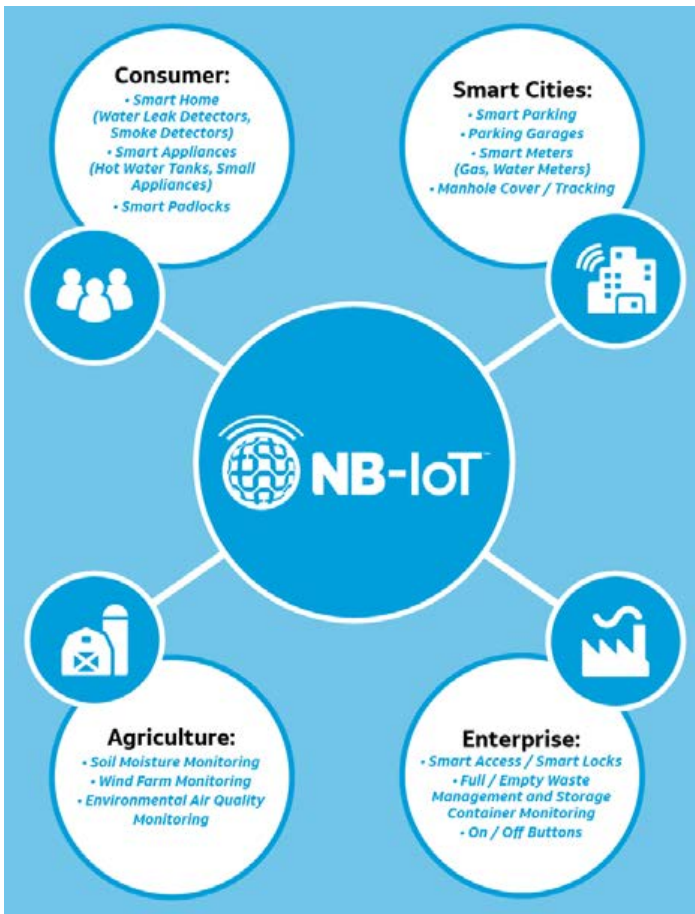 Consumer:
• Smart Home
(Water Leak Detectors,
Smoke Detectors)
• Smart Appliances
(Hot Water Tanks, Small
Appliances)
• Smart Padlocks
Smart Cities:
• Smart Parking
• Parking Garages
• Smart Meters
(Gas, Water Meters)
• Manhole Cover / Tracking
NB-IoT™
Agriculture:
• Soil Moisture Monitoring
• Wind Farm Monitoring
• Environmental Air Quality
Monitoring
Enterprise:
• Smart Access / Smart Locks
• Full / Empty Waste
Management and Storage
Container Monitoring
• On / Off Buttons